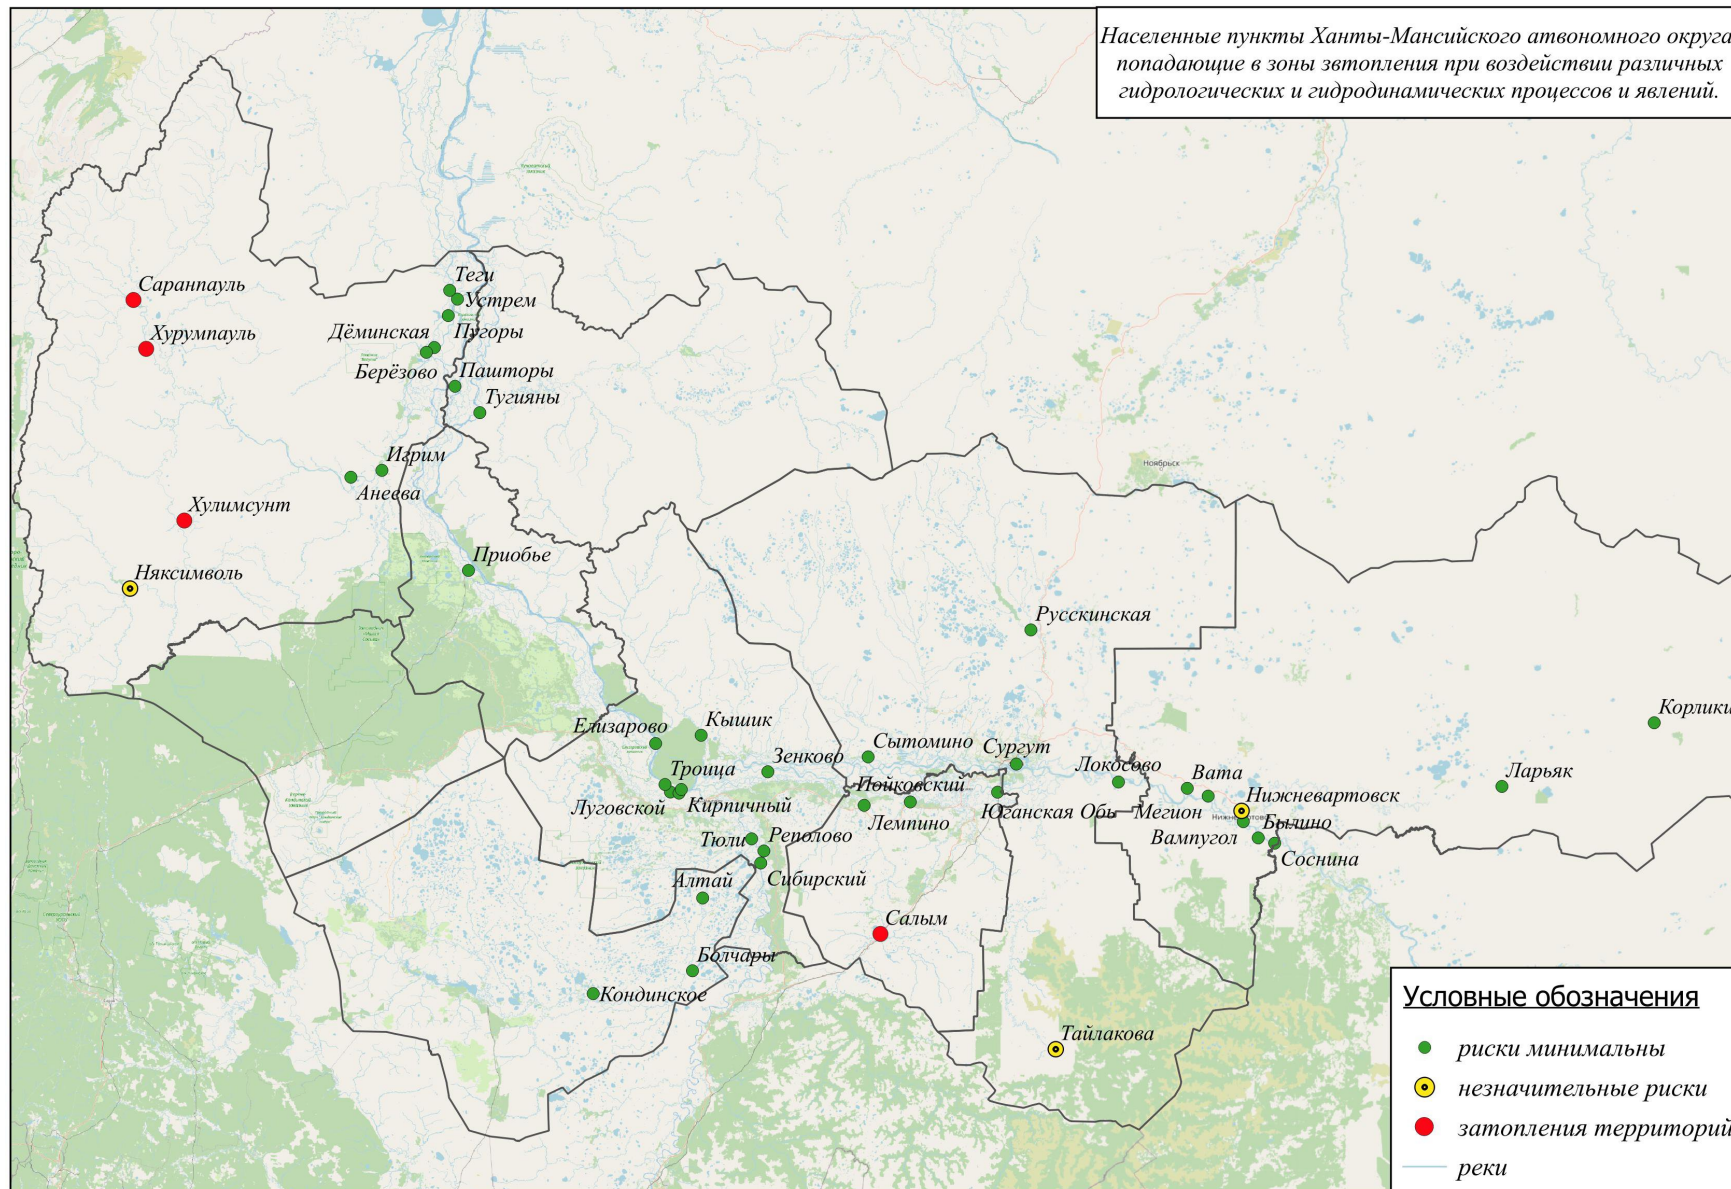 Населенные пункты Ханты-Мансийского атвономного округа
попадающие в зоны звтопления при воздействии различных
гидрологических и гидродинамических процессов и явлений.
Теги
Саранпауль
Устрем
Хурумпауль
Дёминская
Пугоры
Берёзово
Пашторы
Тугияны
Игрим
Ноябрьск
Анеева
Хулимсунт
Приобье
Няксимволь
Русскинская
Корлики
Елизарово
Кышик
Зенково
Сытомино
Сургут
Троица
Локосово
Вата
Ларьяк
Пойковский
Нижневартовск
Луговской
Кирпичный
Лемпино
Юганская Обь
Мегион
Былино
Тюли
Реполово
Вампугол
Соснина
Алтай
Сибирский
Салым
Болчары
Кондинское
Тайлакова
Условные обозначения
риски минимальны
незначительные риски
затопления территорий
реки